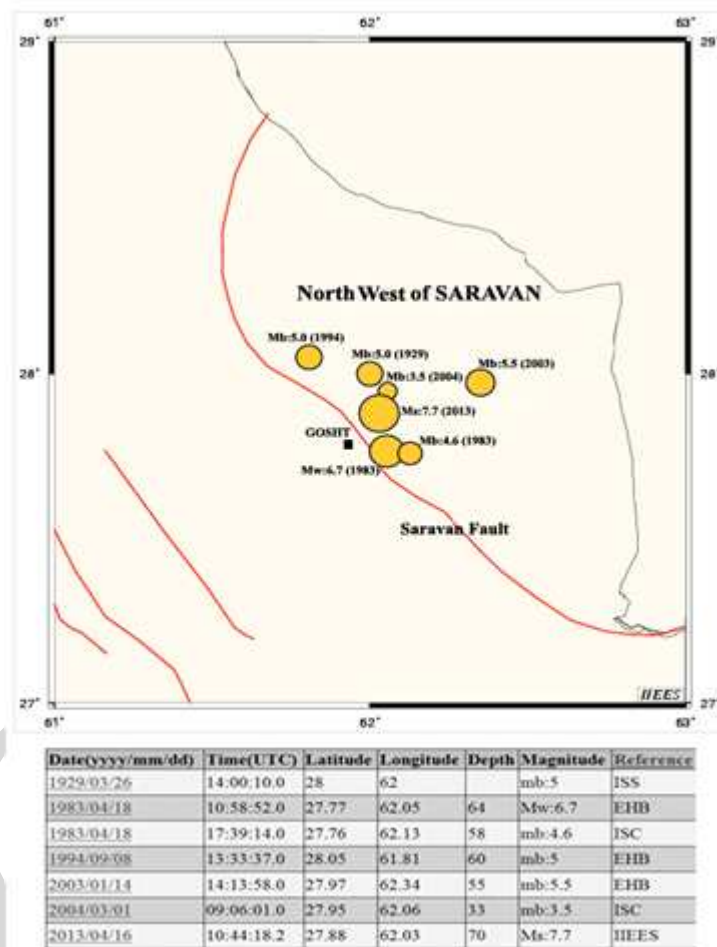 61° 62° 63°
29° 29°
North West of SARAVAN
Mb:5.0 (1994)
Mb:5.0 (1929)
Mb:5.5 (2003)
28° 28°
Mb:3.5 (2004)
Ms:7.7 (2013)
GOSHT
Mb:4.6 (1983)
Mw:6.7 (1983)
Saravan Fault
IIEES
27° 27°
61° 62° 63°
Date(yyyy/mm/dd) Time(UTC) Latitude Longitude Depth Magnitude Reference
1929/03/26 14:00:10.0 28 62 mb:5 ISS
1983/04/18 10:58:52.0 27.77 62.05 64 Mw:6.7 EHB
1983/04/18 17:39:14.0 27.76 62.13 58 mb:4.6 ISC
1994/09/08 13:33:37.0 28.05 61.81 60 mb:5 EHB
2003/01/14 14:13:58.0 27.97 62.34 55 mb:5.5 EHB
2004/03/01 09:06:01.0 27.95 62.06 33 mb:3.5 ISC
2013/04/16 10:44:18.2 27.88 62.03 70 Ms:7.7 IIEES